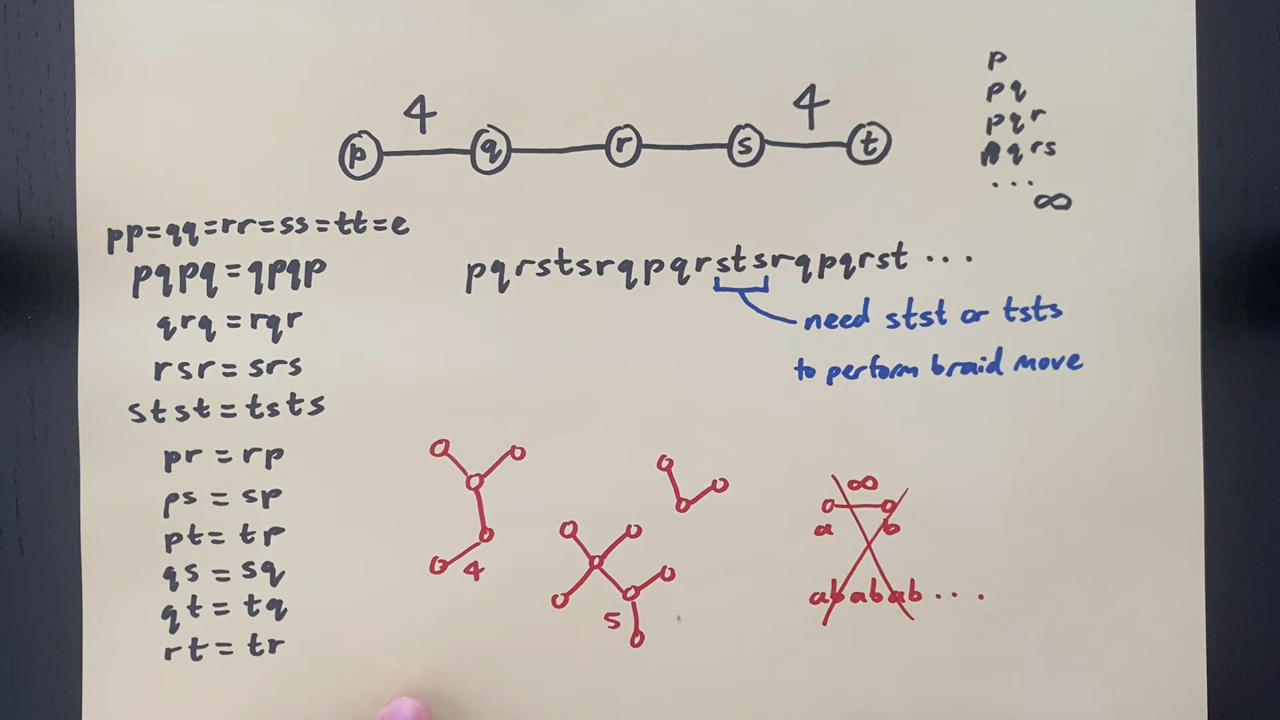 4
4
p q r s t
p
pq
pqr
pqrs
...
∞
pp=qq=rr=ss=tt=e
pqpq=qpqp
qrq=rqr
rsr=srs
stst=tsts
pr=rp
ps=sp
pt=tp
qs=sq
qt=tq
rt=tr
pqrstsrqpqrstsrqpqrst...
need stst or tsts
to perform braid move
4
5
∞
a b
ababab...